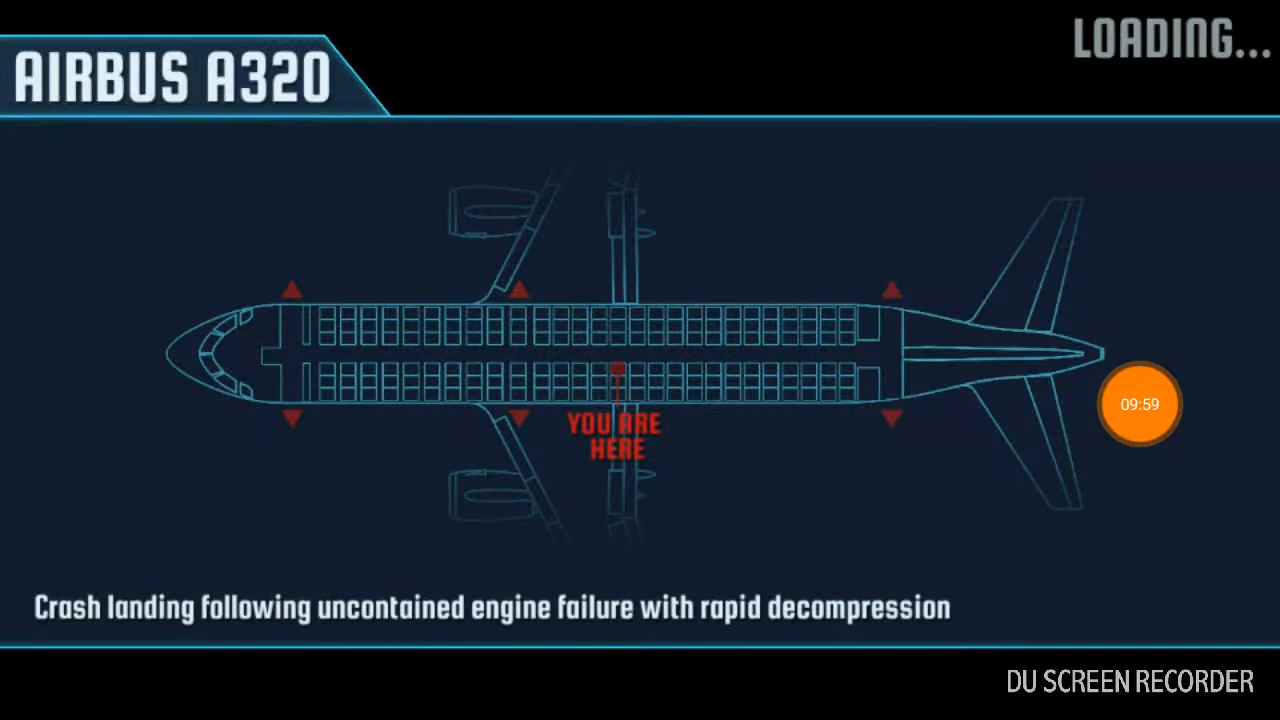 LOADING...
AIRBUS A320
09:59
YOU ARE
HERE
Crash landing following uncontained engine failure with rapid decompression
DU SCREEN RECORDER